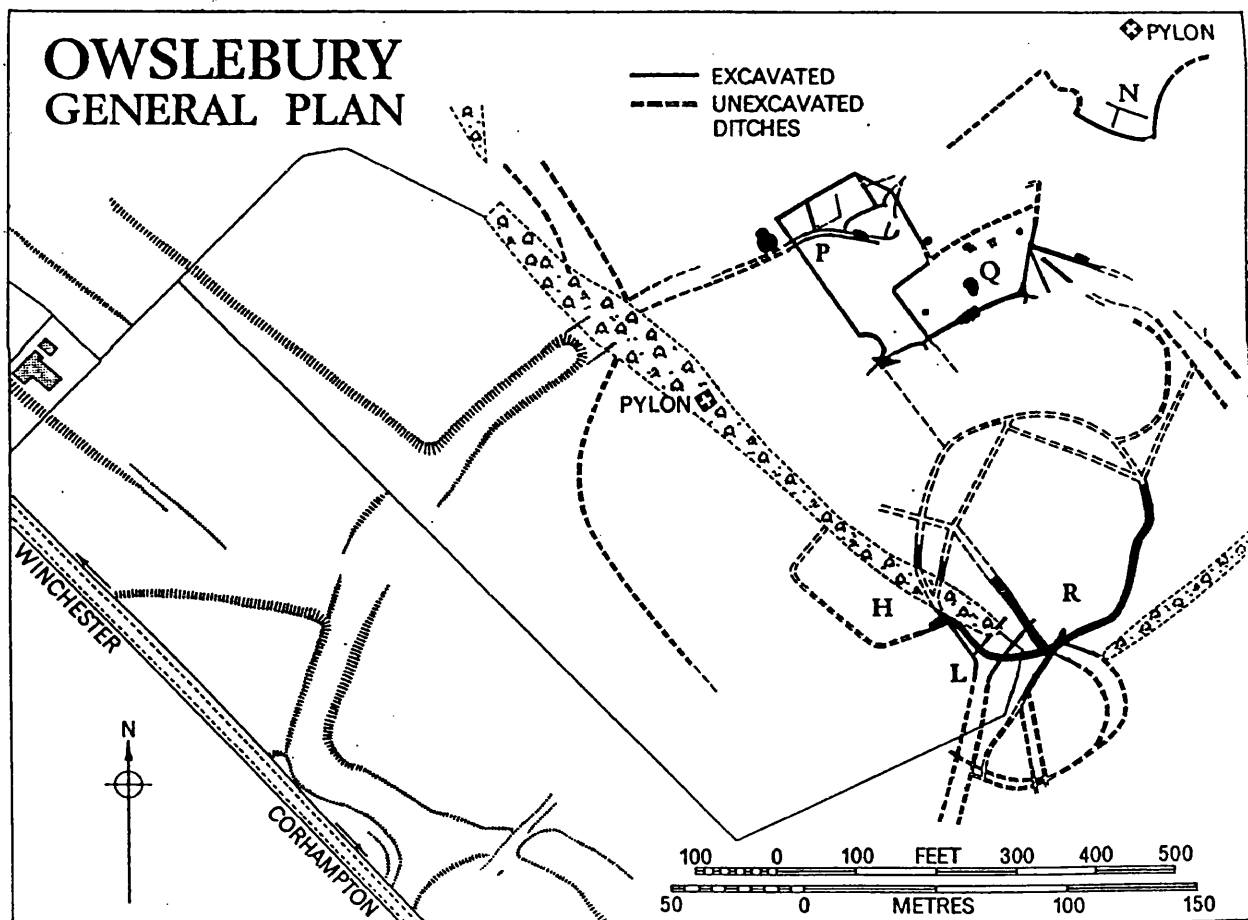 OWSLEBURY
GENERAL PLAN
EXCAVATED
UNEXCAVATED
DITCHES
PYLON
N
P
Q
PYLON
H
R
L
WINCHESTER
CORHAMPTON
N
100 0 100 FEET 300 400 500
50 0 METRES 100 150